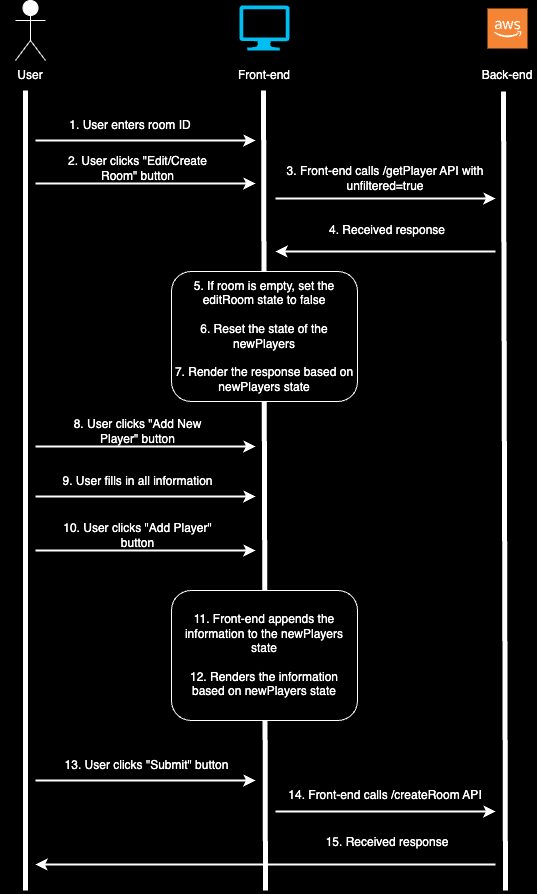 aws
User
Front-end
Back-end
1. User enters room ID
2. User clicks "Edit/Create
Room" button
3. Front-end calls /getPlayer API with
unfiltered=true
4. Received response
5. If room is empty, set the
editRoom state to false
6. Reset the state of the
newPlayers
7. Render the response based on
newPlayers state
8. User clicks "Add New
Player" button
9. User fills in all information
10. User clicks "Add Player"
button
11. Front-end appends the
information to the newPlayers
state
12. Renders the information
based on newPlayers state
13. User clicks "Submit" button
14. Front-end calls /createRoom API
15. Received response